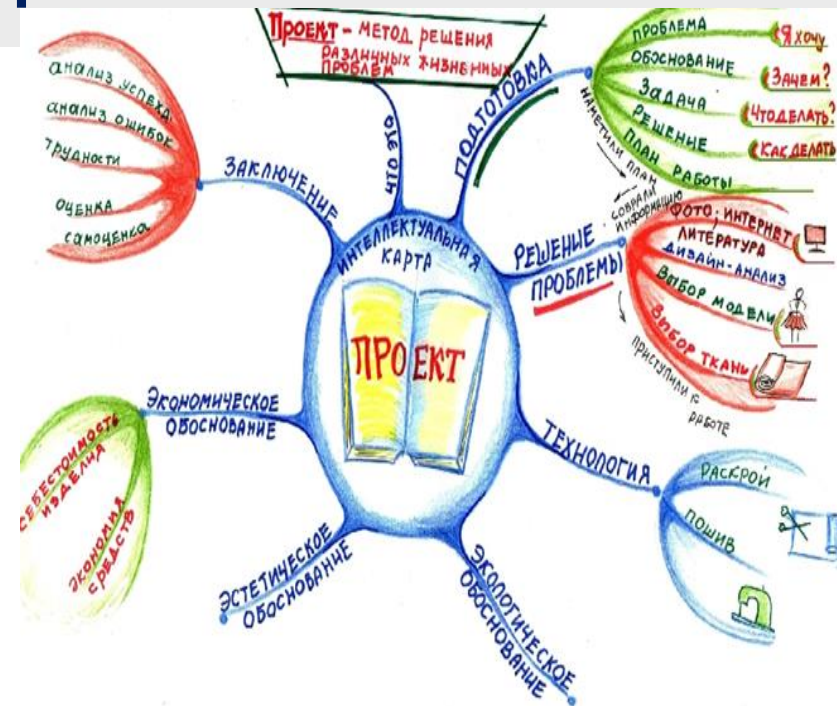 ПРОЕКТ – МЕТОД РЕШЕНИЯ
РАЗЛИЧНЫХ ЖИЗНЕННЫХ
ПРОБЛЕМ
ЧТО ЭТО
ИНТЕЛЛЕКТУАЛЬНАЯ
КАРТА
ПРОЕКТ
ПОДГОТОВКА
ПРОБЛЕМА
Я ХОЧУ
ОБОСНОВАНИЕ
ЗАЧЕМ?
ЗАДАЧА
ЧТО ДЕЛАТЬ?
РЕШЕНИЕ
КАК ДЕЛАТЬ
ПЛАН РАБОТЫ
НАМЕТИЛИ ПЛАН
СОБРАЛИ
ИНФОРМАЦИЮ
РЕШЕНИЕ
ПРОБЛЕМЫ
ФОТО, ИНТЕРНЕТ
ЛИТЕРАТУРА
ДИЗАЙН-АНАЛИЗ
ВЫБОР МОДЕЛИ
ВЫБОР ТКАНИ
ПРИСТУПИЛИ К
РАБОТЕ
ТЕХНОЛОГИЯ
РАСКРОЙ
ПОШИВ
ЭКОЛОГИЧЕСКОЕ
ОБОСНОВАНИЕ
ЭСТЕТИЧЕСКОЕ
ОБОСНОВАНИЕ
ЭКОНОМИЧЕСКОЕ
ОБОСНОВАНИЕ
СЕБЕСТОИМОСТЬ
ИЗДЕЛИЯ
ЭКОНОМИЯ
СРЕДСТВ
ЗАКЛЮЧЕНИЕ
АНАЛИЗ УСПЕХА
АНАЛИЗ ОШИБОК
ТРУДНОСТИ
ОЦЕНКА
САМООЦЕНКА